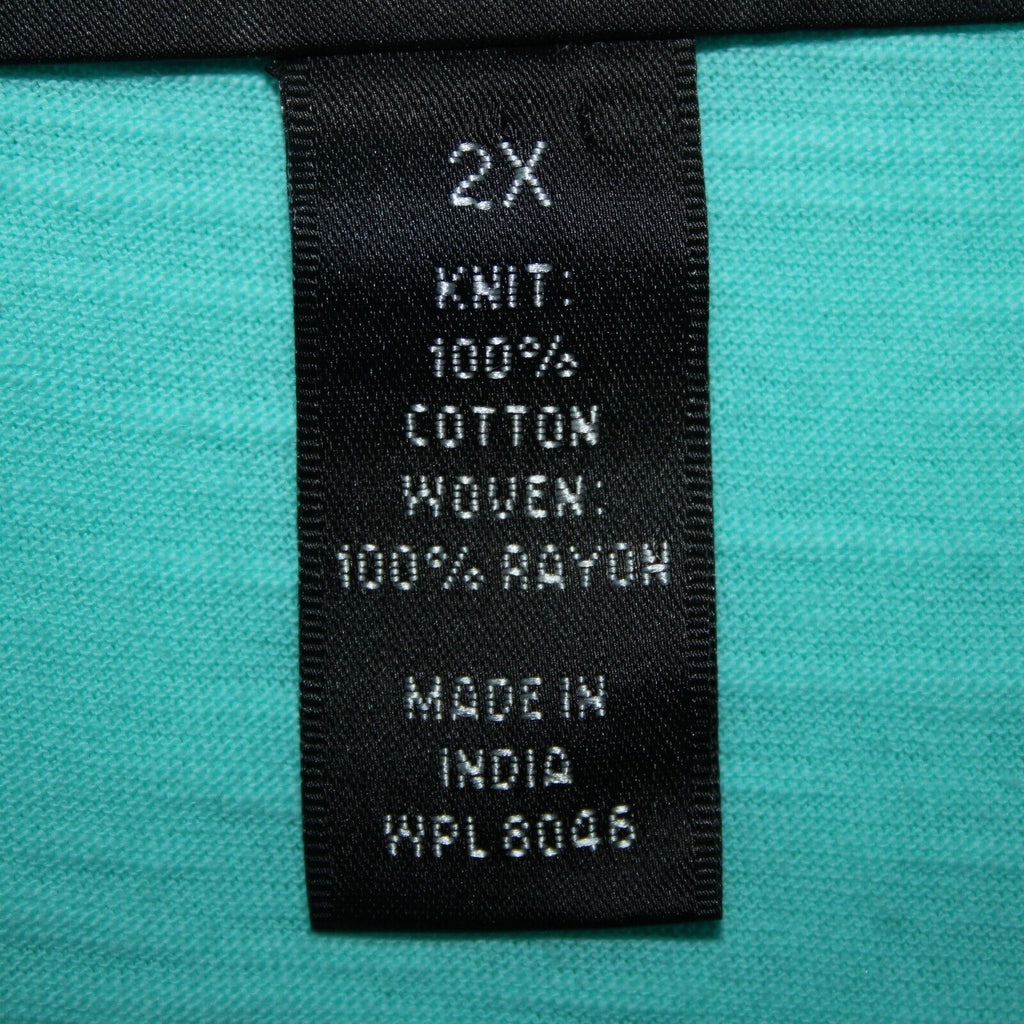 2X
KNIT:
100%
COTTON
WOVEN:
100% RAYON
MADE IN
INDIA
WPL 8046